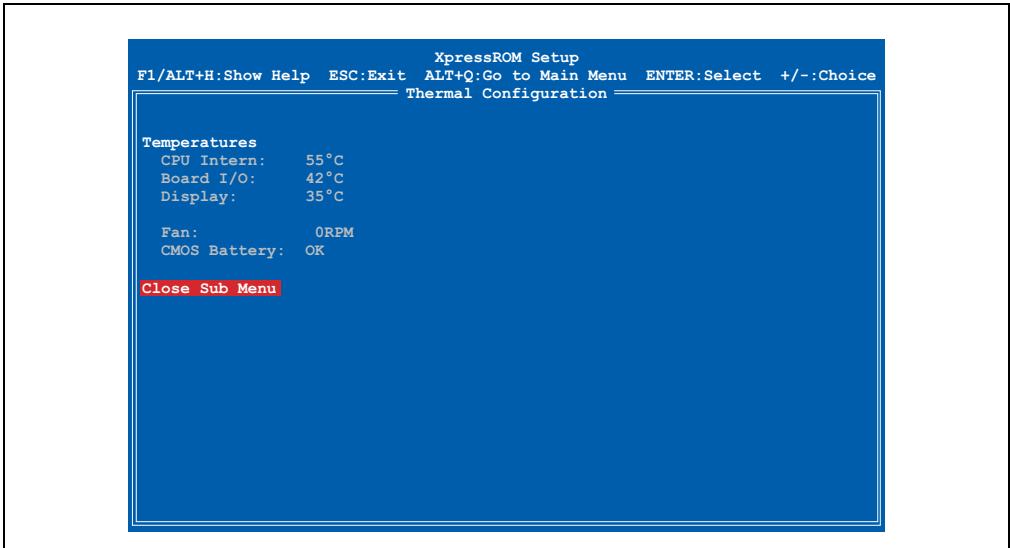 XpressROM Setup
F1/ALT+H:Show Help ESC:Exit ALT+Q:Go to Main Menu ENTER:Select +/-:Choice
Thermal Configuration
Temperatures
CPU Intern: 55°C
Board I/O: 42°C
Display: 35°C
Fan: 0RPM
CMOS Battery: OK
Close Sub Menu